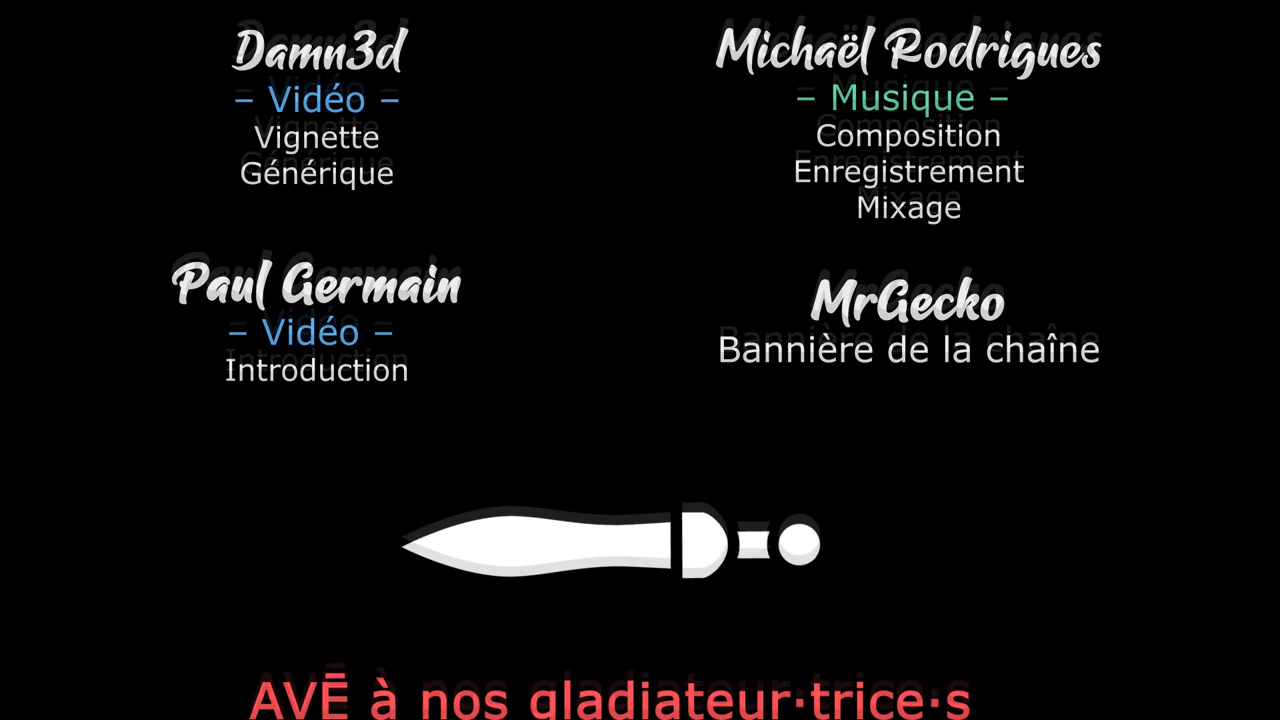 Damn3d
– Vidéo –
Vignette
Générique
Michaël Rodrigues
– Musique –
Composition
Enregistrement
Mixage
Paul Germain
– Vidéo –
Introduction
MrGecko
Bannière de la chaîne
AVĒ à nos gladiateur·trice·s